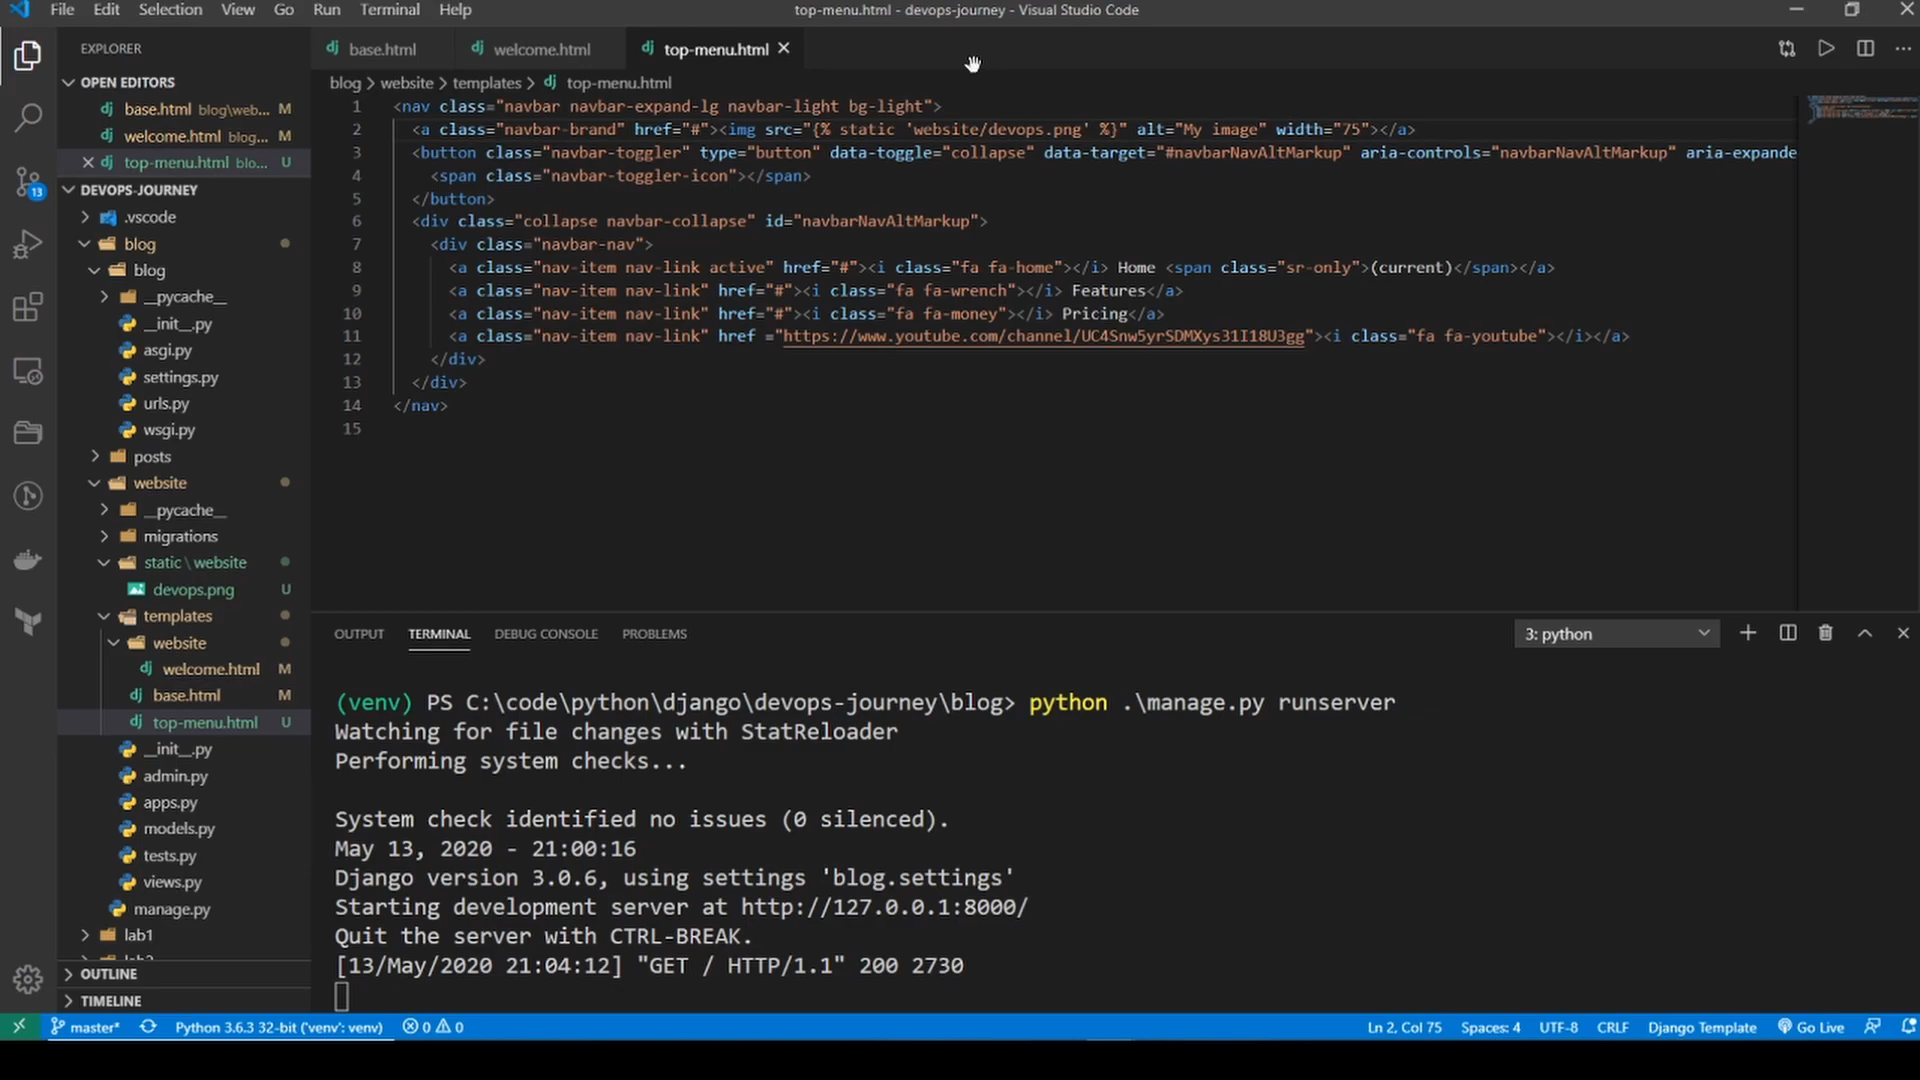 File Edit Selection View Go Run Terminal Help
top-menu.html - devops-journey - Visual Studio Code
EXPLORER
base.html
welcome.html
top-menu.html
OPEN EDITORS
base.html blog\web... M
welcome.html blog... M
top-menu.html blo... U
DEVOPS-JOURNEY
.vscode
blog
blog
__pycache__
__init__.py
asgi.py
settings.py
urls.py
wsgi.py
posts
website
__pycache__
migrations
static\website
devops.png U
templates
website
welcome.html M
base.html M
top-menu.html U
__init__.py
admin.py
apps.py
models.py
tests.py
views.py
manage.py
lab1
OUTLINE
TIMELINE
13
blog > website > templates > top-menu.html
1 <nav class="navbar navbar-expand-lg navbar-light bg-light">
2 <a class="navbar-brand" href="#"><img src="{% static 'website/devops.png' %}" alt="My image" width="75"></a>
3 <button class="navbar-toggler" type="button" data-toggle="collapse" data-target="#navbarNavAltMarkup" aria-controls="navbarNavAltMarkup" aria-expande
4 <span class="navbar-toggler-icon"></span>
5 </button>
6 <div class="collapse navbar-collapse" id="navbarNavAltMarkup">
7 <div class="navbar-nav">
8 <a class="nav-item nav-link active" href="#"><i class="fa fa-home"></i> Home <span class="sr-only">(current)</span></a>
9 <a class="nav-item nav-link" href="#"><i class="fa fa-wrench"></i> Features</a>
10 <a class="nav-item nav-link" href="#"><i class="fa fa-money"></i> Pricing</a>
11 <a class="nav-item nav-link" href ="https://www.youtube.com/channel/UC4Snw5yrSDMXys31I18U3gg"><i class="fa fa-youtube"></i></a>
12 </div>
13 </div>
14 </nav>
15
OUTPUT TERMINAL DEBUG CONSOLE PROBLEMS
3: python
(venv) PS C:\code\python\django\devops-journey\blog> python .\manage.py runserver
Watching for file changes with StatReloader
Performing system checks...
System check identified no issues (0 silenced).
May 13, 2020 - 21:00:16
Django version 3.0.6, using settings 'blog.settings'
Starting development server at http://127.0.0.1:8000/
Quit the server with CTRL-BREAK.
[13/May/2020 21:04:12] "GET / HTTP/1.1" 200 2730
master* Python 3.6.3 32-bit ('venv': venv) 0 0
Ln 2, Col 75 Spaces: 4 UTF-8 CRLF Django Template Go Live